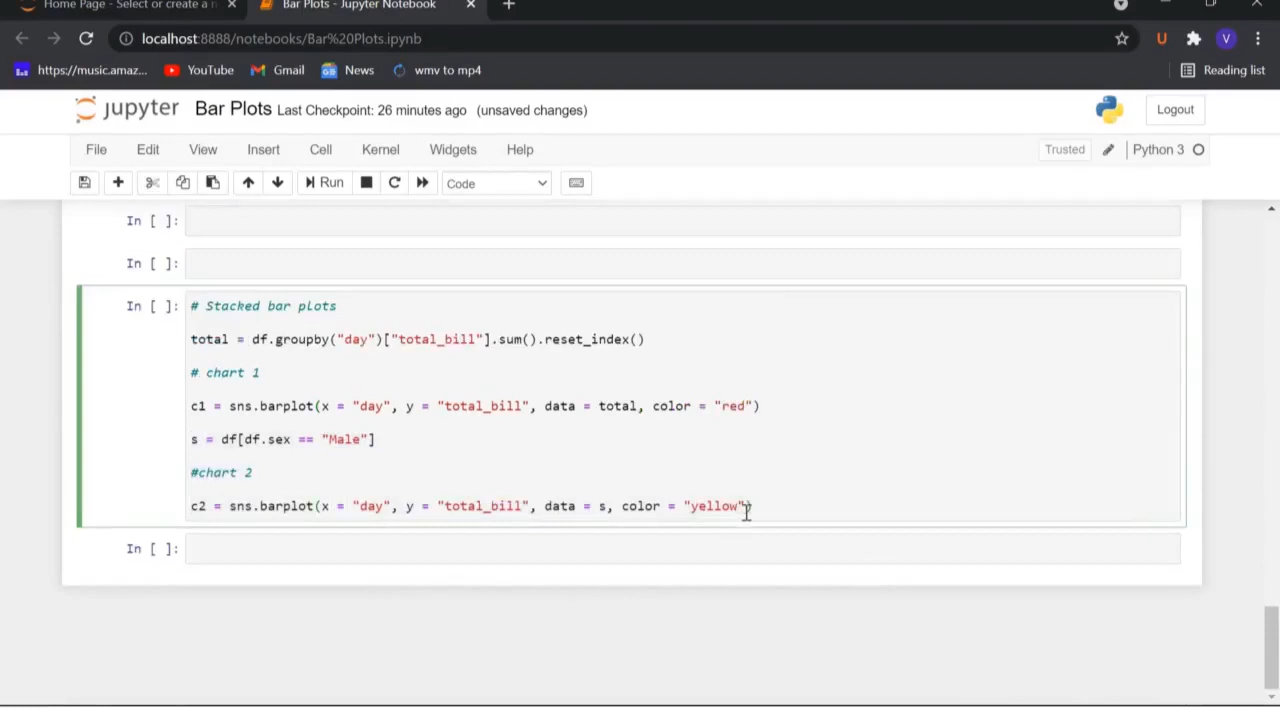 Home Page - Select or create a n
Bar Plots - Jupyter Notebook
localhost:8888/notebooks/Bar%20Plots.ipynb
U
V
https://music.amaz...
YouTube
Gmail
News
wmv to mp4
Reading list
jupyter Bar Plots Last Checkpoint: 26 minutes ago (unsaved changes)
Logout
File Edit View Insert Cell Kernel Widgets Help
Trusted
Python 3
Run
Code
In [ ]:
In [ ]:
In [ ]: # Stacked bar plots
total = df.groupby("day")["total_bill"].sum().reset_index()
# chart 1
c1 = sns.barplot(x = "day", y = "total_bill", data = total, color = "red")
s = df[df.sex == "Male"]
#chart 2
c2 = sns.barplot(x = "day", y = "total_bill", data = s, color = "yellow")
In [ ]: